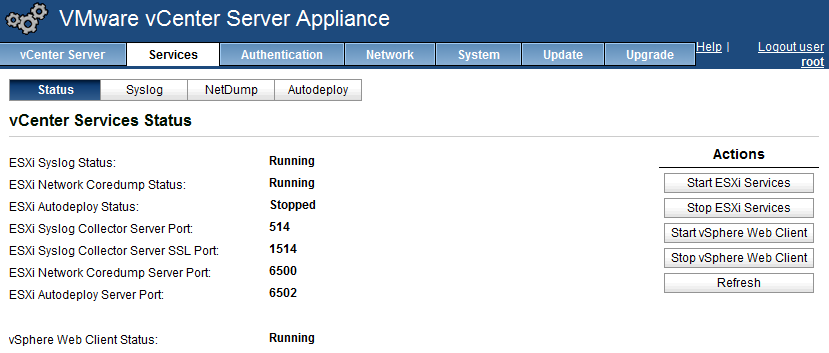 VMware vCenter Server Appliance
vCenter Server Services Authentication Network System Update Upgrade Help | Logout user root
Status Syslog NetDump Autodeploy
vCenter Services Status
ESXi Syslog Status: Running
ESXi Network Coredump Status: Running
ESXi Autodeploy Status: Stopped
ESXi Syslog Collector Server Port: 514
ESXi Syslog Collector Server SSL Port: 1514
ESXi Network Coredump Server Port: 6500
ESXi Autodeploy Server Port: 6502
vSphere Web Client Status: Running
Actions
Start ESXi Services
Stop ESXi Services
Start vSphere Web Client
Stop vSphere Web Client
Refresh